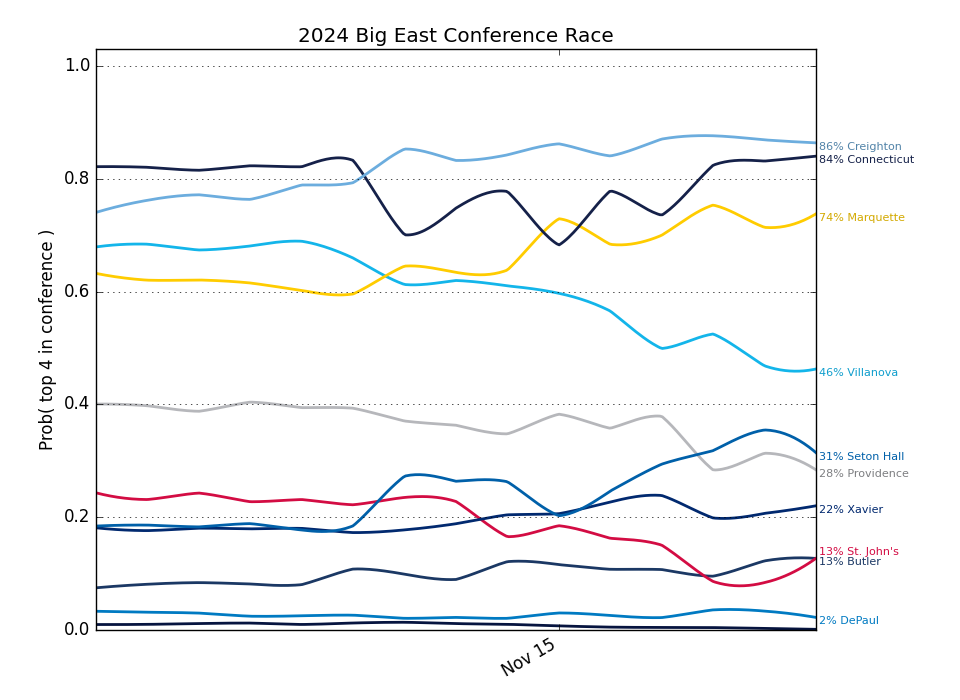 2024 Big East Conference Race
Prob( top 4 in conference )
1.0
0.8
0.6
0.4
0.2
0.0
Nov 15
86% Creighton
84% Connecticut
74% Marquette
46% Villanova
31% Seton Hall
28% Providence
22% Xavier
13% St. John's
13% Butler
2% DePaul